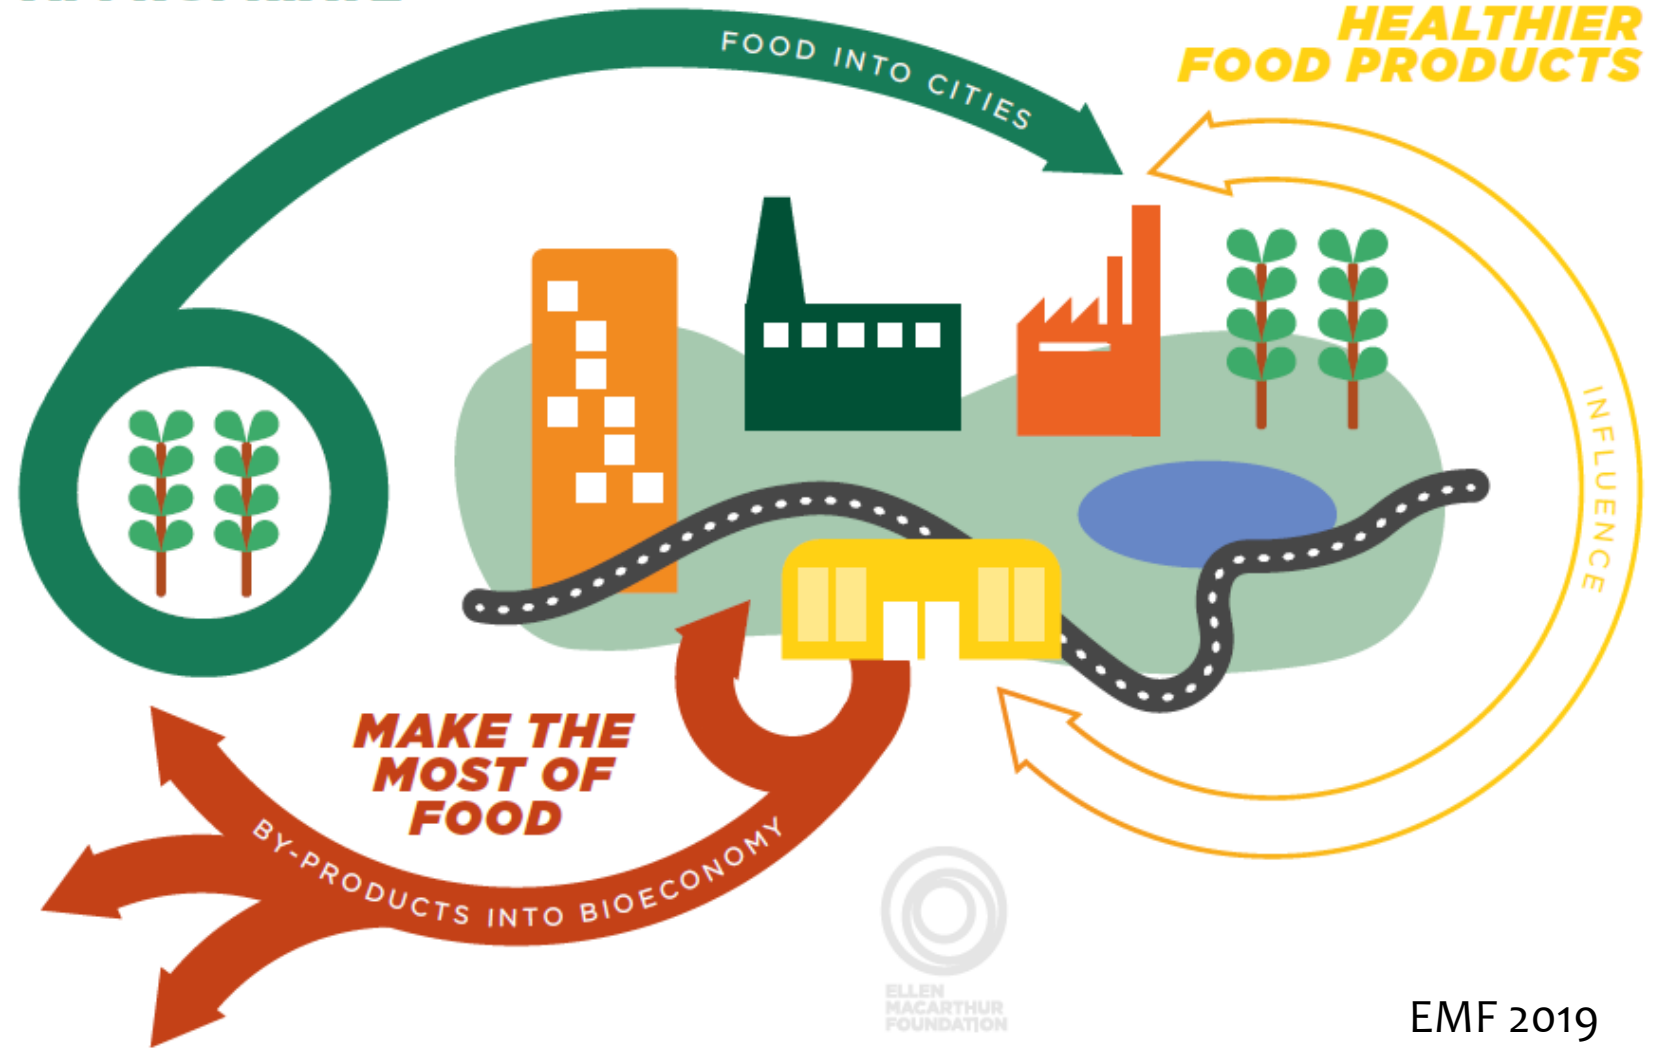 HEALTHIER
FOOD PRODUCTS
FOOD INTO CITIES
INFLUENCE
MAKE THE
MOST OF
FOOD
BY-PRODUCTS INTO BIOECONOMY
ELLEN
MACARTHUR
FOUNDATION
EMF 2019